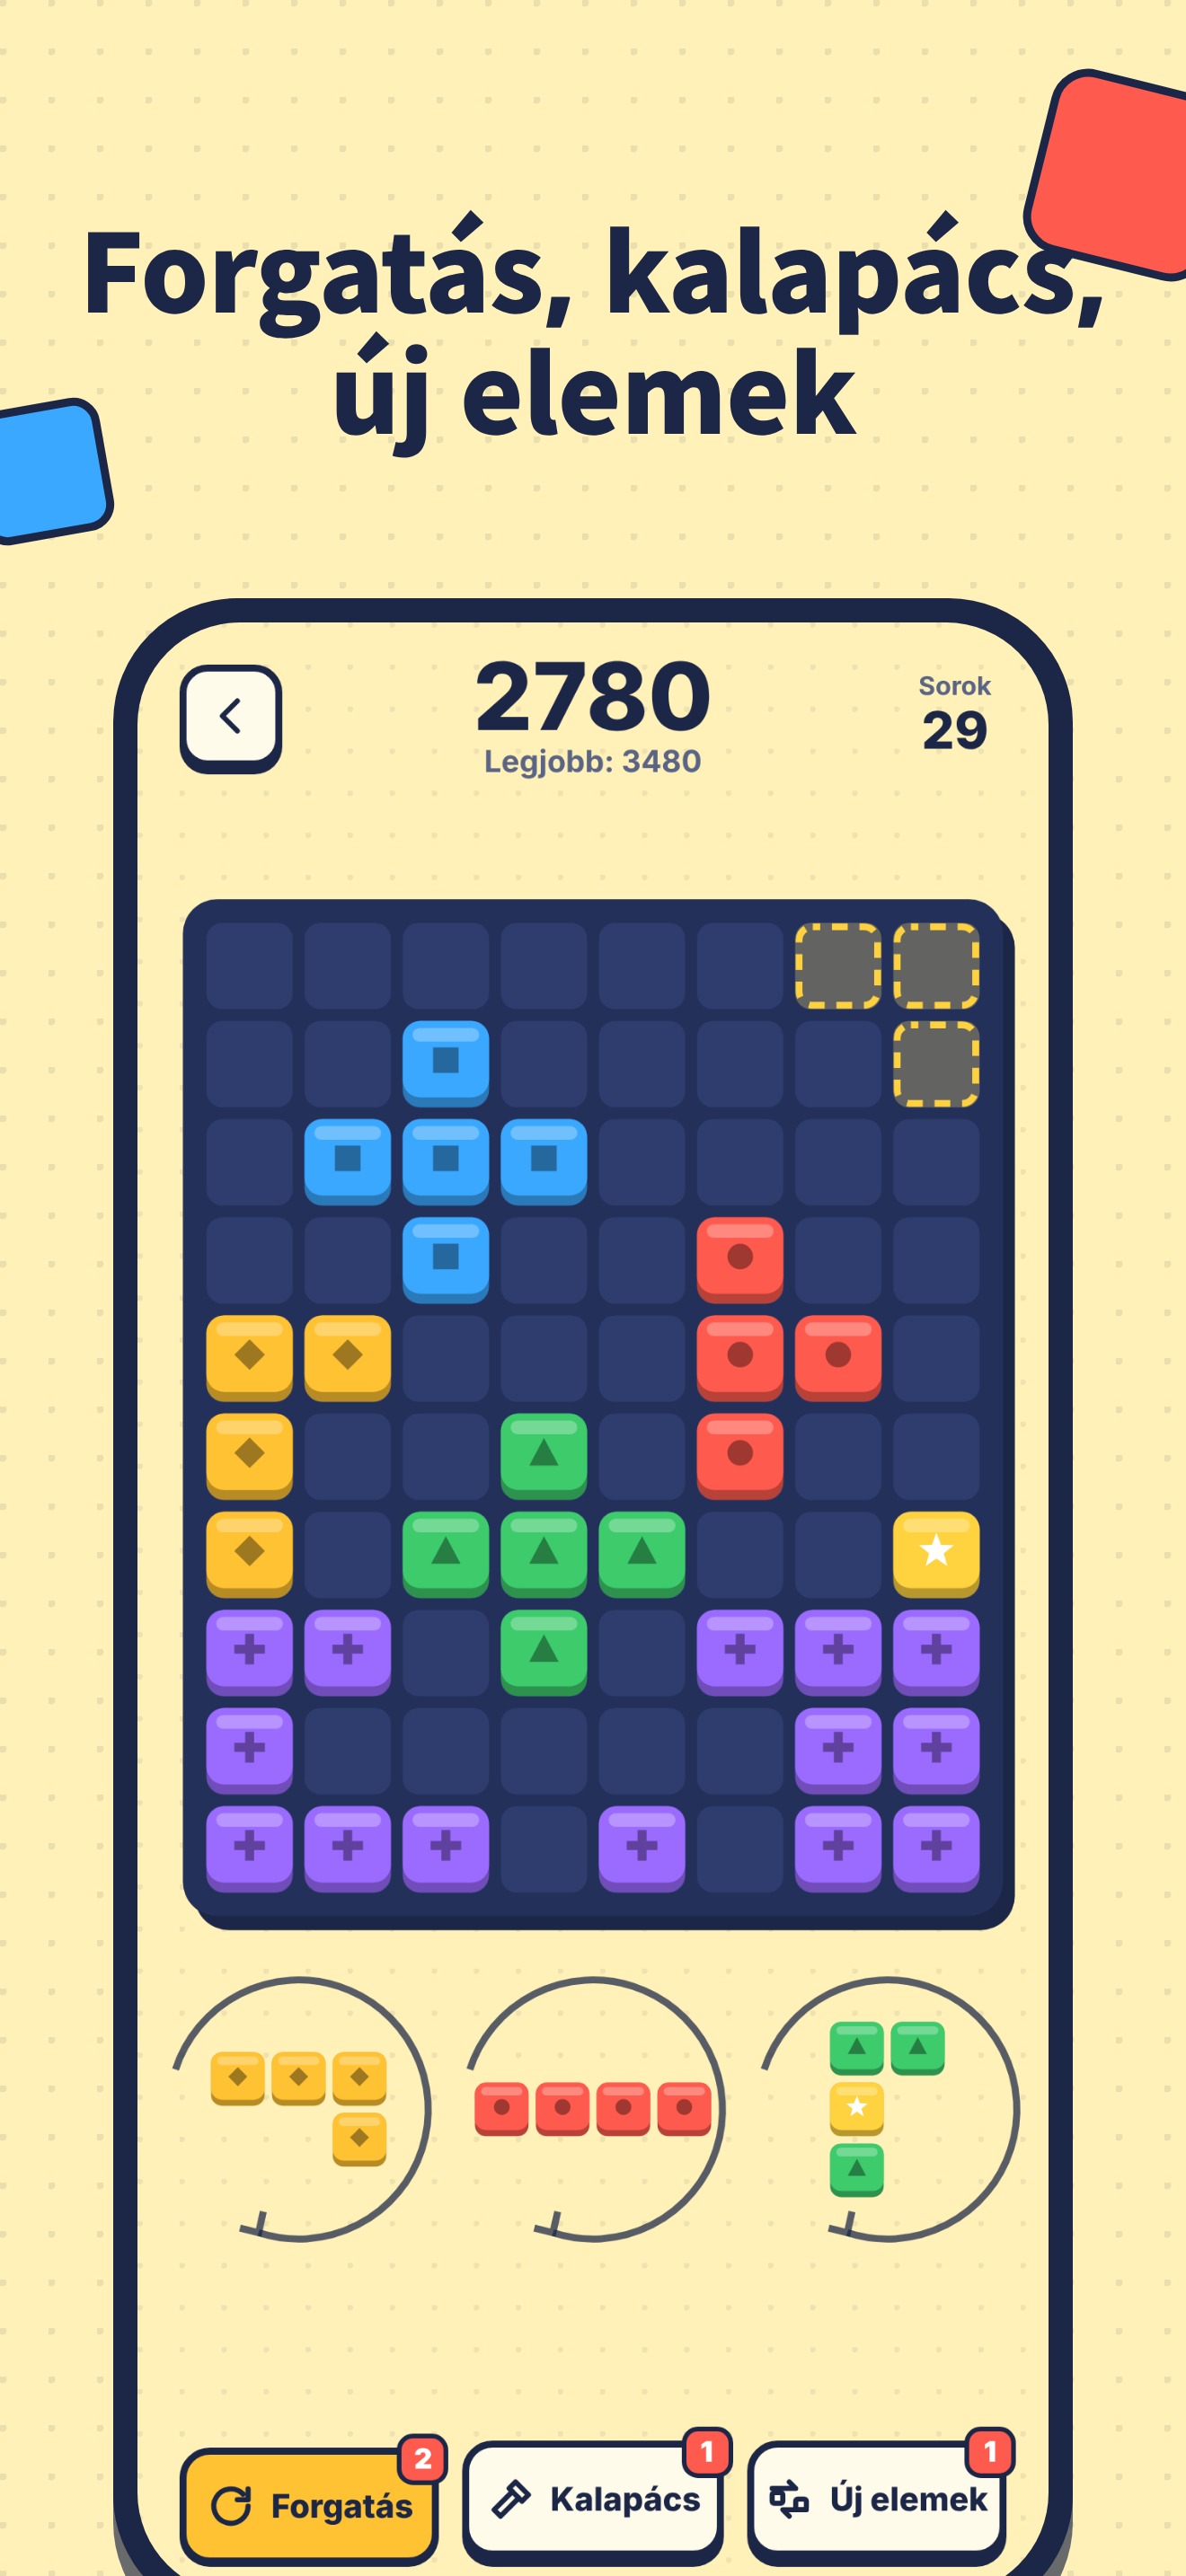 Forgatás, kalapács,
új elemek
2780
Legjobb: 3480
Sorok
29
2
Forgatás
1
Kalapács
1
Új elemek